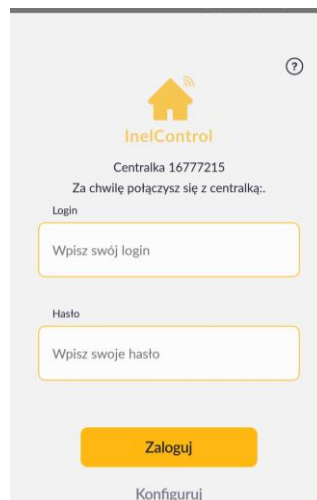 ?
InelControl
Centralka 16777215
Za chwilę połączysz się z centralką:.
Login
Wpisz swój login
Hasło
Wpisz swoje hasło
Zaloguj
Konfiguruj